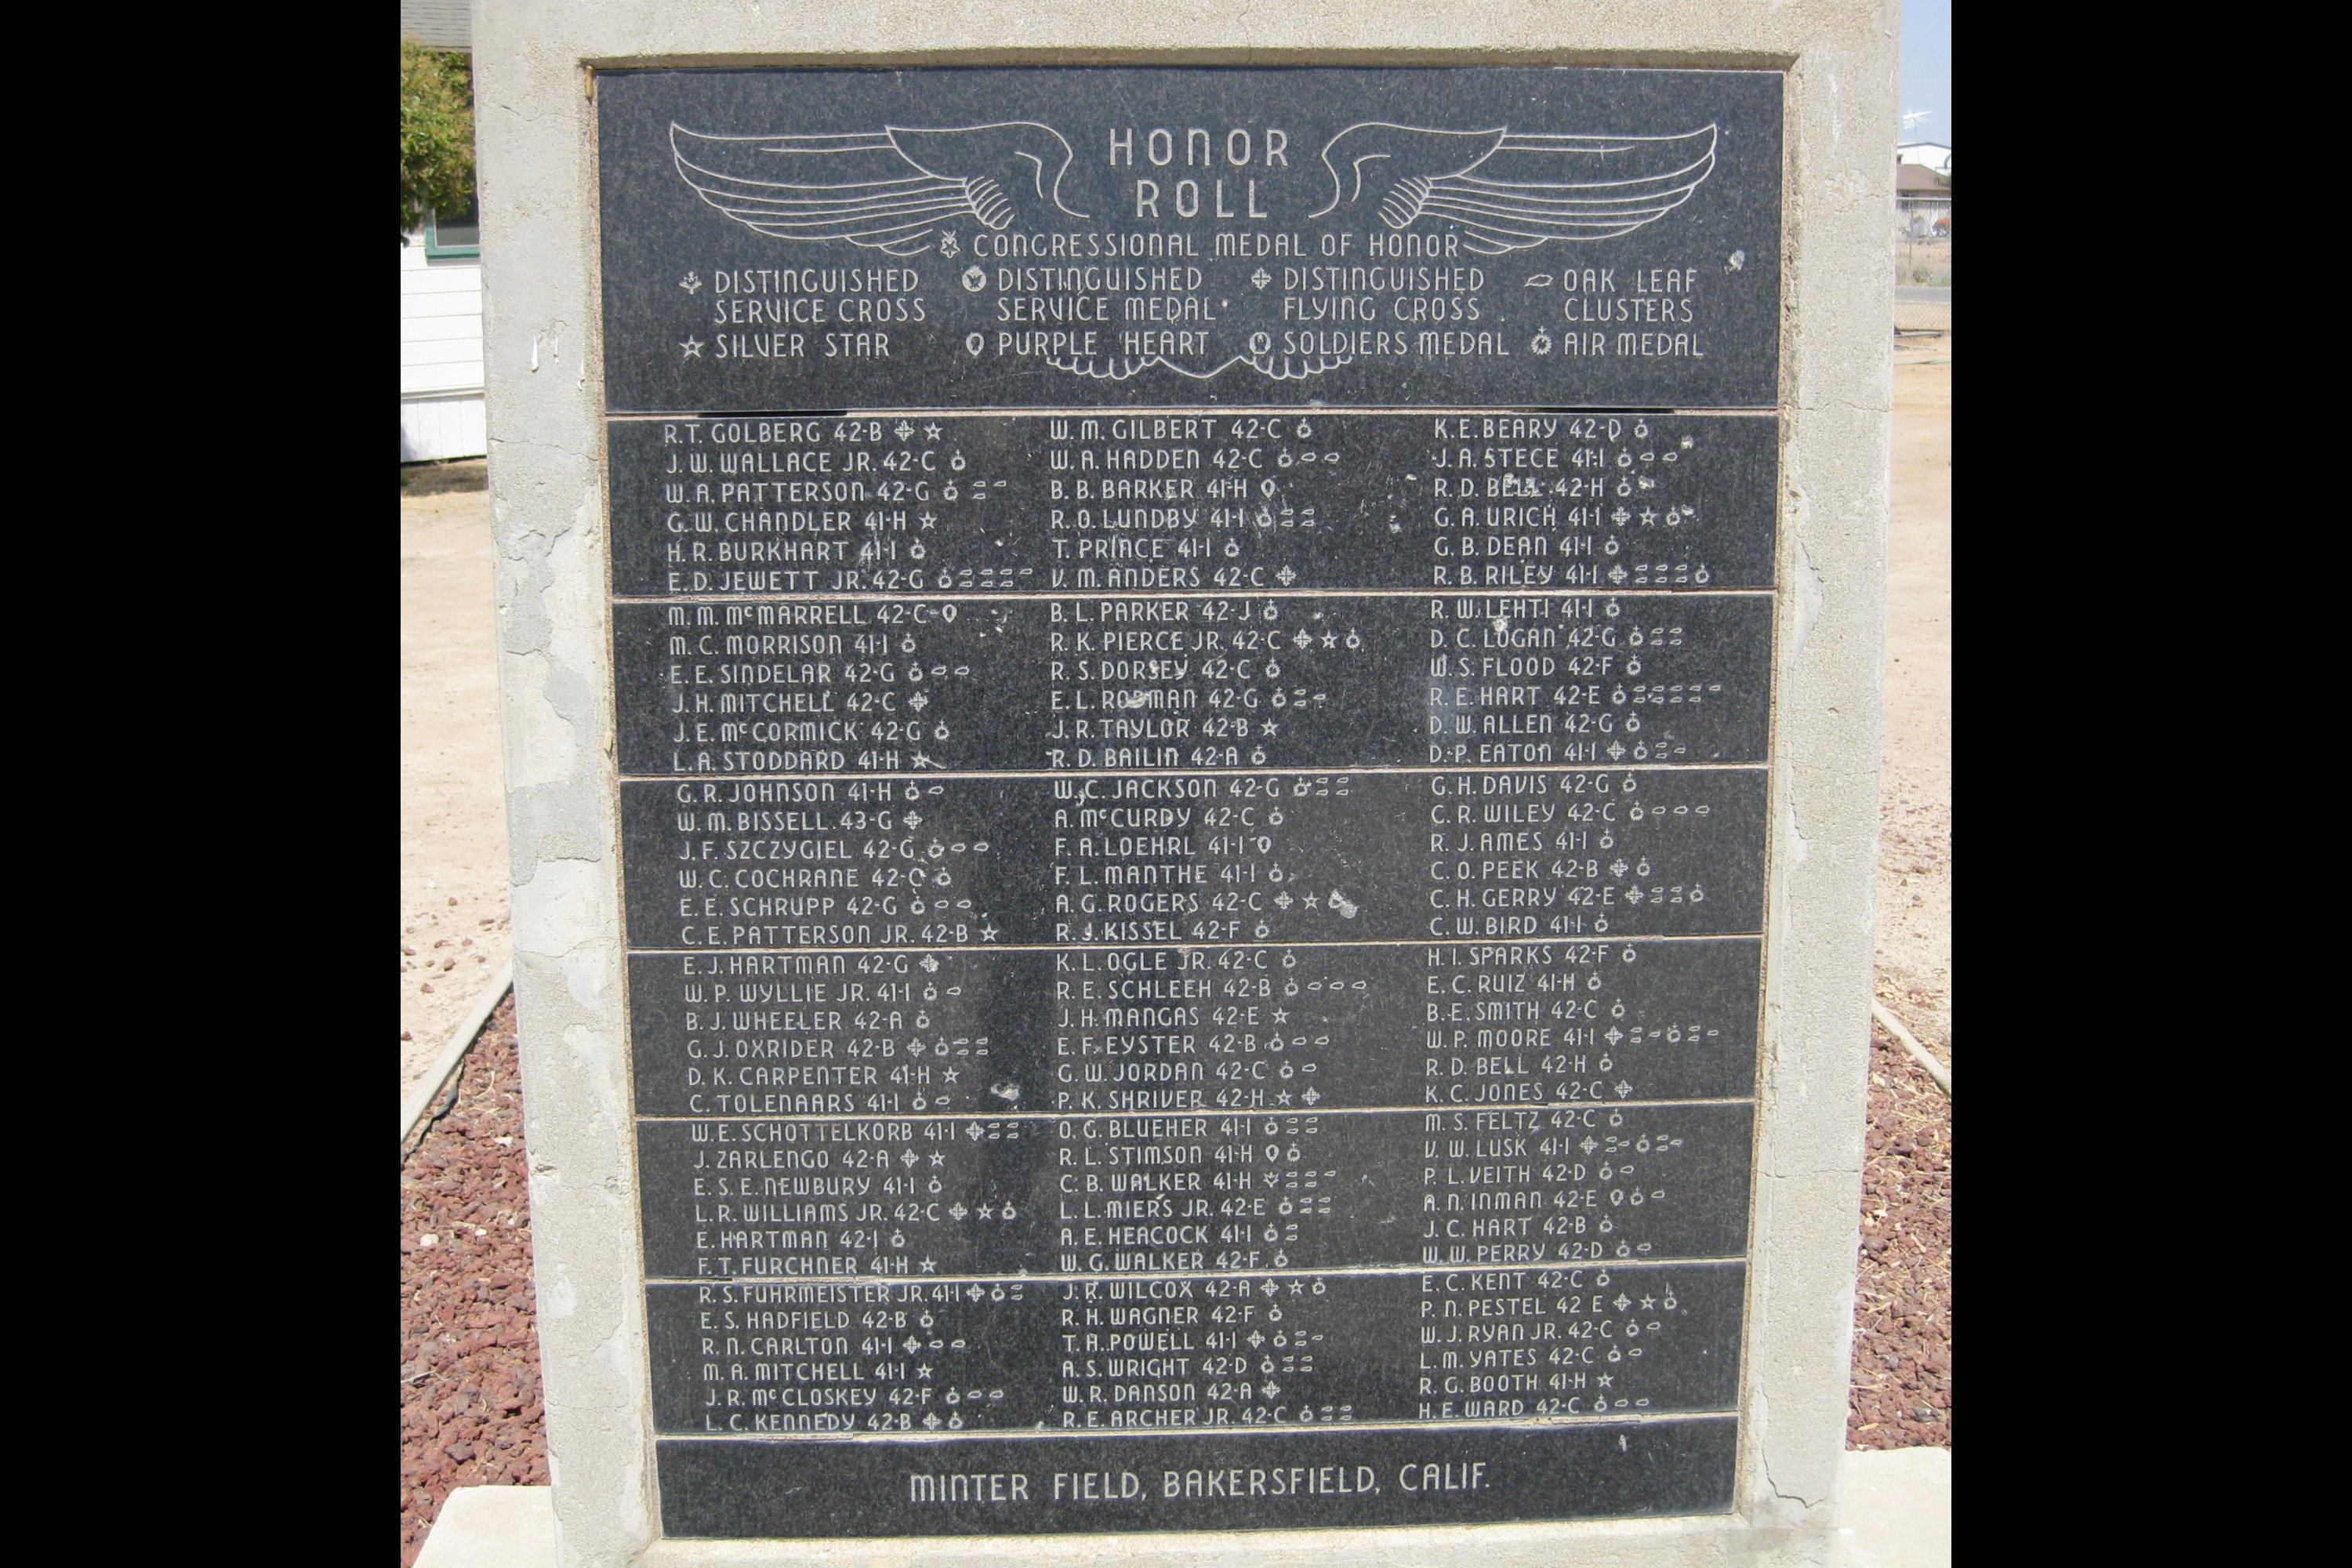 HONOR
ROLL
CONGRESSIONAL MEDAL OF HONOR
DISTINGUISHED SERVICE CROSS
DISTINGUISHED SERVICE MEDAL
DISTINGUISHED FLYING CROSS
OAK LEAF CLUSTERS
SILVER STAR
PURPLE HEART
SOLDIERS MEDAL
AIR MEDAL
R.T. GOLBERG 42-B
J. W. WALLACE JR. 42-C
W. A. PATTERSON 42-G
G. W. CHANDLER 41-H
H. R. BURKHART 41-I
E. D. JEWETT JR. 42-G
M. M. McMARRELL 42-C
M. C. MORRISON 41-I
E. E. SINDELAR 42-G
J. H. MITCHELL 42-C
J. E. McCORMICK 42-G
L. A. STODDARD 41-H
G. R. JOHNSON 41-H
W. M. BISSELL 43-G
J. F. SZCZYGIEL 42-G
W. C. COCHRANE 42-C
E. E. SCHRUPP 42-G
C. E. PATTERSON JR. 42-B
E. J. HARTMAN 42-G
W. P. WYLLIE JR. 41-I
B. J. WHEELER 42-A
G. J. OXRIDER 42-B
D. K. CARPENTER 41-H
C. TOLENAARS 41-I
W. E. SCHOTTELKORB 41-I
J. ZARLENGO 42-A
E. S. E. NEWBURY 41-I
L. R. WILLIAMS JR. 42-C
E. HARTMAN 42-I
F. T. FURCHNER 41-H
R. S. FUHRMEISTER JR. 41-I
E. S. HADFIELD 42-B
R. N. CARLTON 41-I
M. A. MITCHELL 41-I
J. R. McCLOSKEY 42-F
L. C. KENNEDY 42-B
W. M. GILBERT 42-C
W. A. HADDEN 42-C
B. B. BARKER 41-H
R. O. LUNDBY 41-I
T. PRINCE 41-I
V. M. ANDERS 42-C
B. L. PARKER 42-J
R. K. PIERCE JR. 42-C
R. S. DORSEY 42-C
E. L. 42-G
J. R. TAYLOR 42-B
R. D. BAILIN 42-A
W. C. JACKSON 42-G
A. McCURDY 42-C
F. A. LOEHRL 41-I
F. L. MANTHE 41-I
A. G. ROGERS 42-C
R. J. KISSEL 42-F
K. L. OGLE JR. 42-C
R. E. SCHLEEH 42-B
J. H. MANGAS 42-E
E. F. EYSTER 42-B
G. W. JORDAN 42-C
P. K. SHRIVER 42-H
O. G. BLUEHER 41-I
R. L. STIMSON 41-H
C. B. WALKER 41-H
L. L. MIERS JR. 42-E
A. E. HEACOCK 41-I
W. G. WALKER 42-F
J. R. WILCOX 42-A
R. H. WAGNER 42-F
T. A. POWELL 41-I
A. S. WRIGHT 42-D
W. R. DANSON 42-A
R. E. ARCHER JR. 42-C
K. E. BEARY 42-D
J. A. STECE 41-I
R. D. BELL 42-H
G. A. URICH 41-I
G. B. DEAN 41-I
R. B. RILEY 41-I
R. W. LEHTI 41-I
D. C. LOGAN 42-G
W. S. FLOOD 42-F
R. E. HART 42-E
D. W. ALLEN 42-G
D. P. EATON 41-I
G. H. DAVIS 42-G
C. R. WILEY 42-C
R. J. AMES 41-I
C. O. PEEK 42-B
C. H. GERRY 42-E
C. W. BIRD 41-I
H. I. SPARKS 42-F
E. C. RUIZ 41-H
B. E. SMITH 42-C
W. P. MOORE 41-I
R. D. BELL 42-H
K. C. JONES 42-C
M. S. FELTZ 42-C
V. W. LUSK 41-I
P. L. VEITH 42-D
A. N. INMAN 42-E
J. C. HART 42-B
W. W. PERRY 42-D
E. C. KENT 42-C
P. N. PESTEL 42 E
W. J. RYAN JR. 42-C
L. M. YATES 42-C
R. G. BOOTH 41-H
H. E. WARD 42-C
MINTER FIELD, BAKERSFIELD, CALIF.